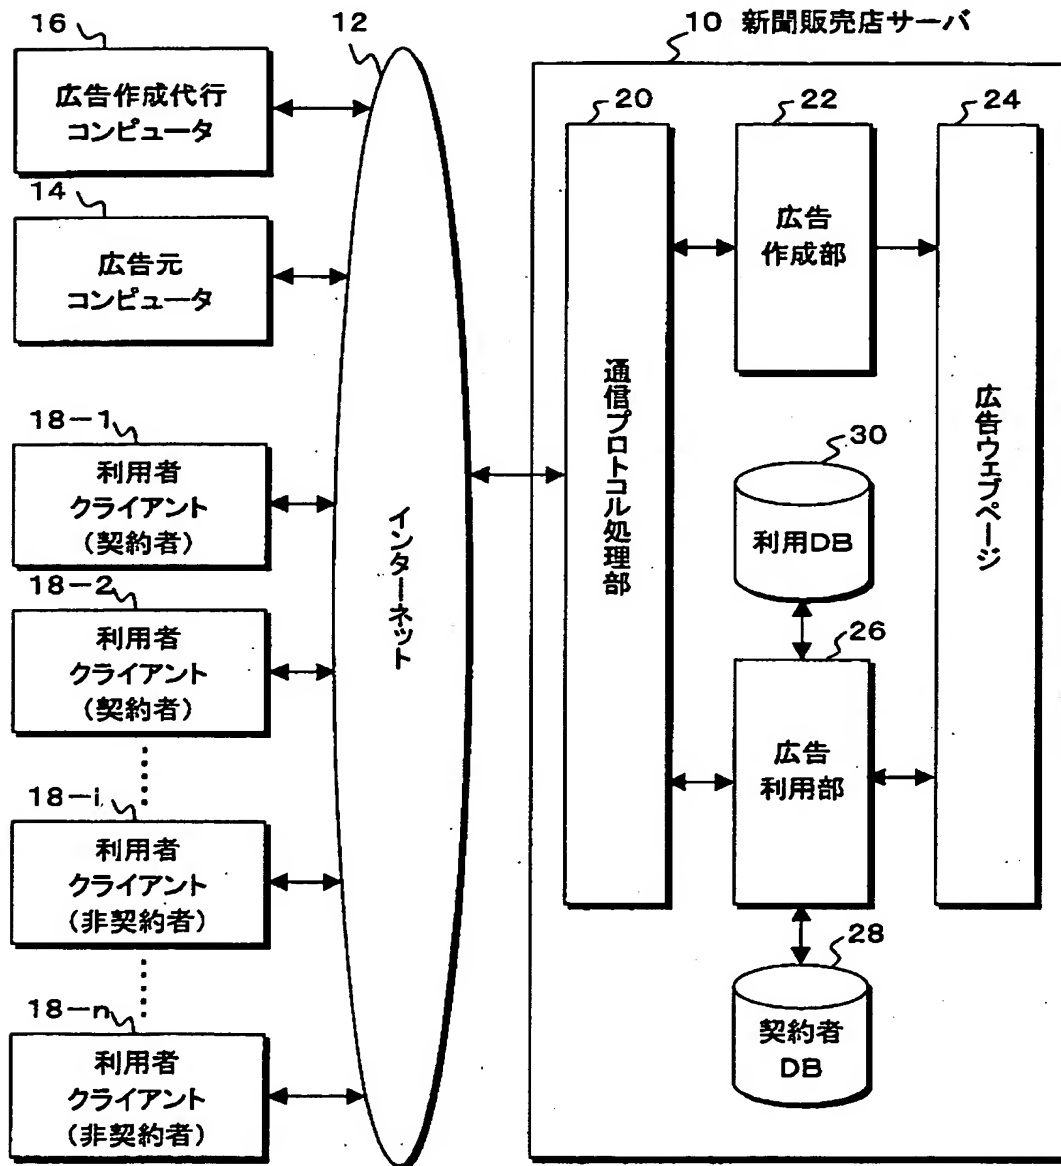 16
広告作成代行
コンピュータ
14
広告元
コンピュータ
18-1
利用者
クライアント
(契約者)
18-2
利用者
クライアント
(契約者)
18-i
利用者
クライアント
(非契約者)
18-n
利用者
クライアント
(非契約者)
12
インターネット
10 新聞販売店サーバ
20
通信プロトコル処理部
22
広告
作成部
30
利用DB
26
広告
利用部
28
契約者
DB
24
広告ウェブページ